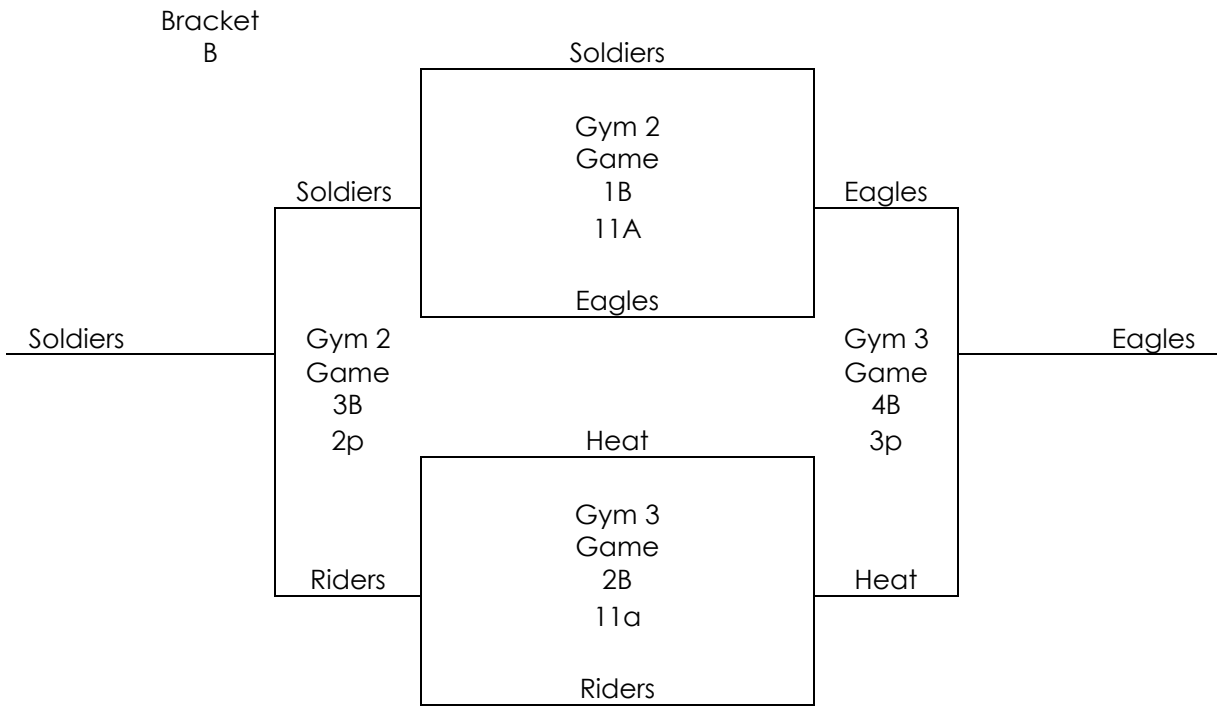 Bracket
B
Soldiers
Gym 2
Game
1B
11A
Soldiers
Eagles
Eagles
Soldiers
Gym 2
Game
3B
2p
Gym 3
Game
4B
3p
Eagles
Heat
Gym 3
Game
2B
11a
Riders
Heat
Riders